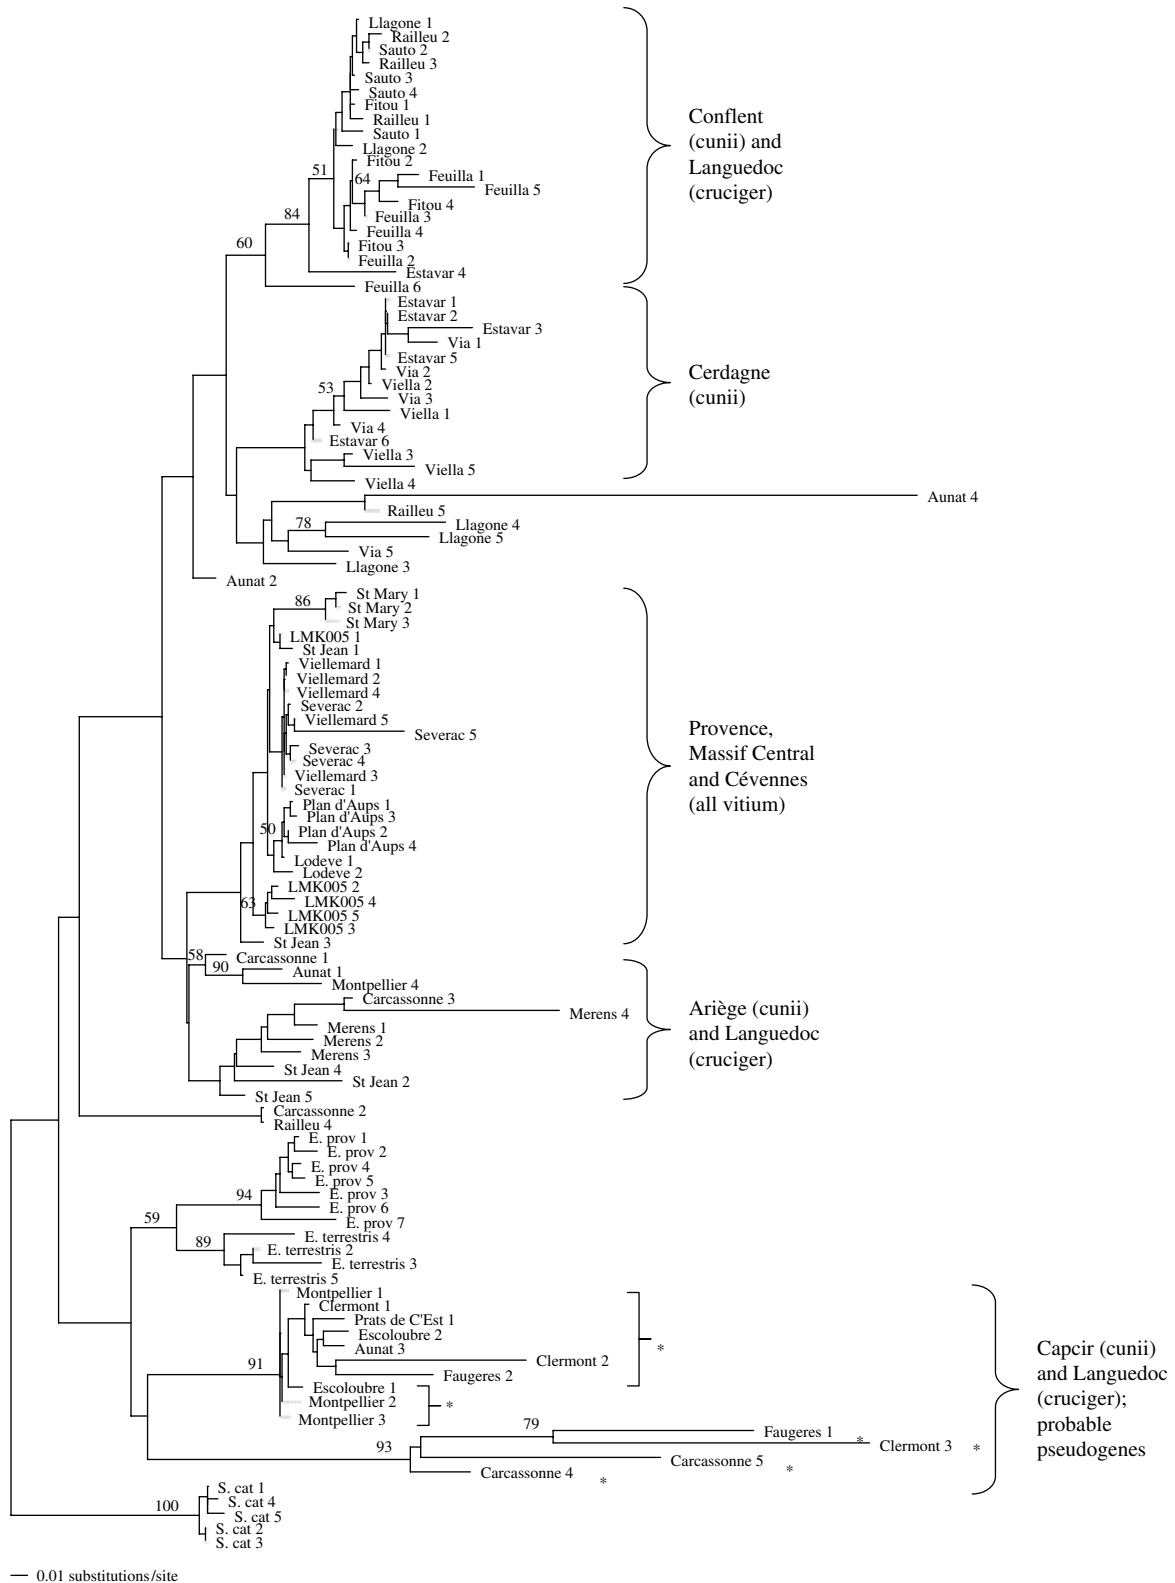 Llagone 1
Railleu 2
Sauto 2
Railleu 3
Sauto 3
Sauto 4
Fitou 1
Railleu 1
Sauto 1
Llagone 2
51
Fitou 2
64
Feuilla 1
Feuilla 5
Fitou 4
Feuilla 3
84
Feuilla 4
60
Fitou 3
Feuilla 2
Estavar 4
Feuilla 6
Conflent
(cunii) and
Languedoc
(cruciger)
Estavar 1
Estavar 2
Estavar 3
Via 1
Estavar 5
Via 2
Viella 2
53
Via 3
Viella 1
Via 4
Estavar 6
Viella 3
Viella 5
Viella 4
Cerdagne
(cunii)
Aunat 4
Railleu 5
78
Llagone 4
Llagone 5
Via 5
Llagone 3
Aunat 2
86
St Mary 1
St Mary 2
St Mary 3
LMK005 1
St Jean 1
Viellemard 1
Viellemard 2
Viellemard 4
Severac 2
Viellemard 5
Severac 5
Severac 3
Severac 4
Viellemard 3
Severac 1
Plan d'Aups 1
Plan d'Aups 3
50
Plan d'Aups 2
Plan d'Aups 4
Lodeve 1
Lodeve 2
LMK005 2
63
LMK005 4
LMK005 5
LMK005 3
St Jean 3
Provence,
Massif Central
and Cévennes
(all vitium)
58
Carcassonne 1
90
Aunat 1
Montpellier 4
Carcassonne 3
Merens 4
Merens 1
Merens 2
Merens 3
St Jean 4
St Jean 2
St Jean 5
Ariège (cunii)
and Languedoc
(cruciger)
Carcassonne 2
Railleu 4
E. prov 1
E. prov 2
E. prov 4
E. prov 5
94
E. prov 3
E. prov 6
59
E. prov 7
89
E. terrestris 4
E. terrestris 2
E. terrestris 3
E. terrestris 5
Montpellier 1
Clermont 1
Prats de C'Est 1
Escoloubre 2
Aunat 3
*
91
Clermont 2
Faugeres 2
Escoloubre 1
Montpellier 2
*
Montpellier 3
79
Faugeres 1
*
93
Clermont 3
*
Carcassonne 5
*
Carcassonne 4
*
Capcir (cunii)
and Languedoc
(cruciger);
probable
pseudogenes
S. cat 1
100
S. cat 4
S. cat 5
S. cat 2
S. cat 3
0.01 substitutions/site